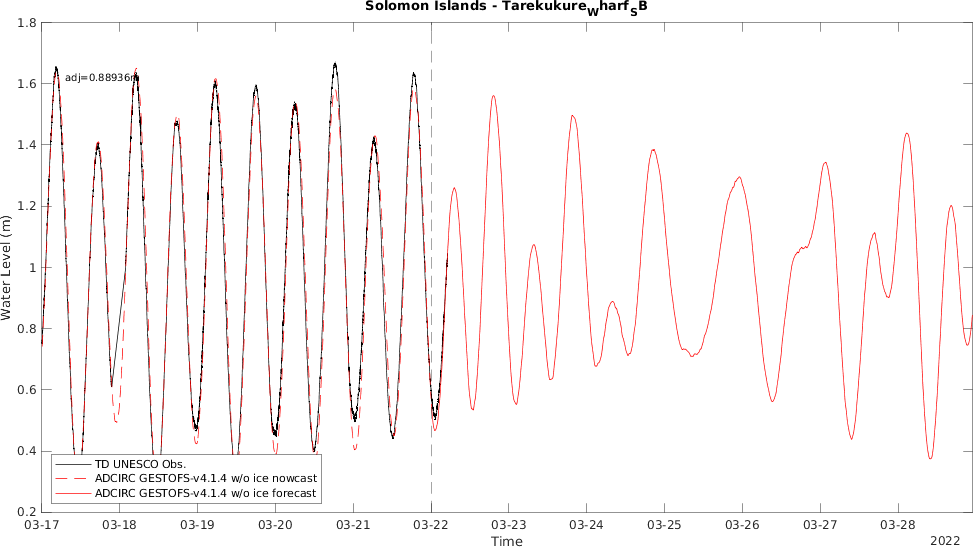 Solomon Islands - Tarekukure_Wharf_SB
1.8
1.6
1.4
1.2
1
0.8
0.6
0.4
0.2
Water Level (m)
adj=0.88936m
TD UNESCO Obs.
ADCIRC GESTOFS-v4.1.4 w/o ice nowcast
ADCIRC GESTOFS-v4.1.4 w/o ice forecast
03-17 03-18 03-19 03-20 03-21 03-22 03-23 03-24 03-25 03-26 03-27 03-28
Time
2022